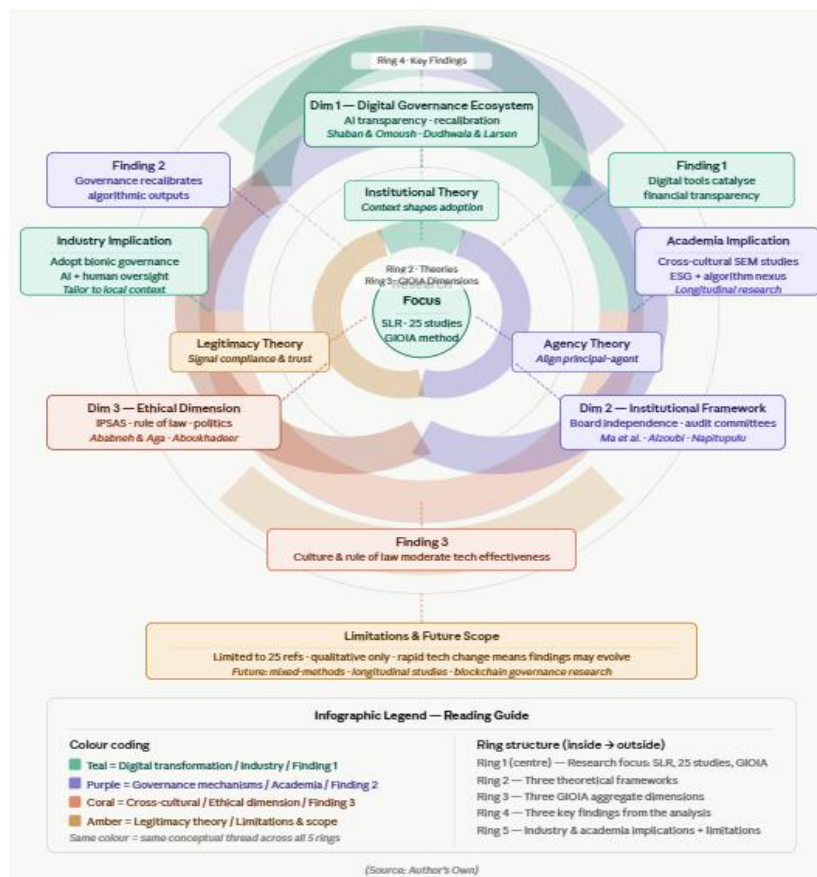 Ring 4 · Key Findings
Dim 1 — Digital Governance Ecosystem
AI transparency · recalibration
Shaban & Omoush · Dudhwala & Larsen
Finding 2
Governance recalibrates
algorithmic outputs
Finding 1
Digital tools catalyse
financial transparency
Institutional Theory
Context shapes adoption
Industry Implication
Adopt bionic governance
AI + human oversight
Tailor to local context
Academia Implication
Cross-cultural SEM studies
ESG + algorithm nexus
Longitudinal research
Ring 2 · Theories
Ring 3 · GIOIA Dimensions
Research
Focus
SLR · 25 studies
GIOIA method
Legitimacy Theory
Signal compliance & trust
Agency Theory
Align principal-agent
Dim 3 — Ethical Dimension
IPSAS · rule of law · politics
Ababneh & Aga · Aboukhadeer
Dim 2 — Institutional Framework
Board independence · audit committees
Ma et al. · Alzoubi · Napitupulu
Finding 3
Culture & rule of law moderate tech effectiveness
Limitations & Future Scope
Limited to 25 refs · qualitative only · rapid tech change means findings may evolve
Future: mixed-methods · longitudinal studies · blockchain governance research
Infographic Legend — Reading Guide
Colour coding
Teal = Digital transformation / Industry / Finding 1
Purple = Governance mechanisms / Academia / Finding 2
Coral = Cross-cultural / Ethical dimension / Finding 3
Amber = Legitimacy theory / Limitations & scope
Same colour = same conceptual thread across all 5 rings
Ring structure (inside → outside)
Ring 1 (centre) — Research focus: SLR, 25 studies, GIOIA
Ring 2 — Three theoretical frameworks
Ring 3 — Three GIOIA aggregate dimensions
Ring 4 — Three key findings from the analysis
Ring 5 — Industry & academia implications + limitations
(Source: Author's Own)